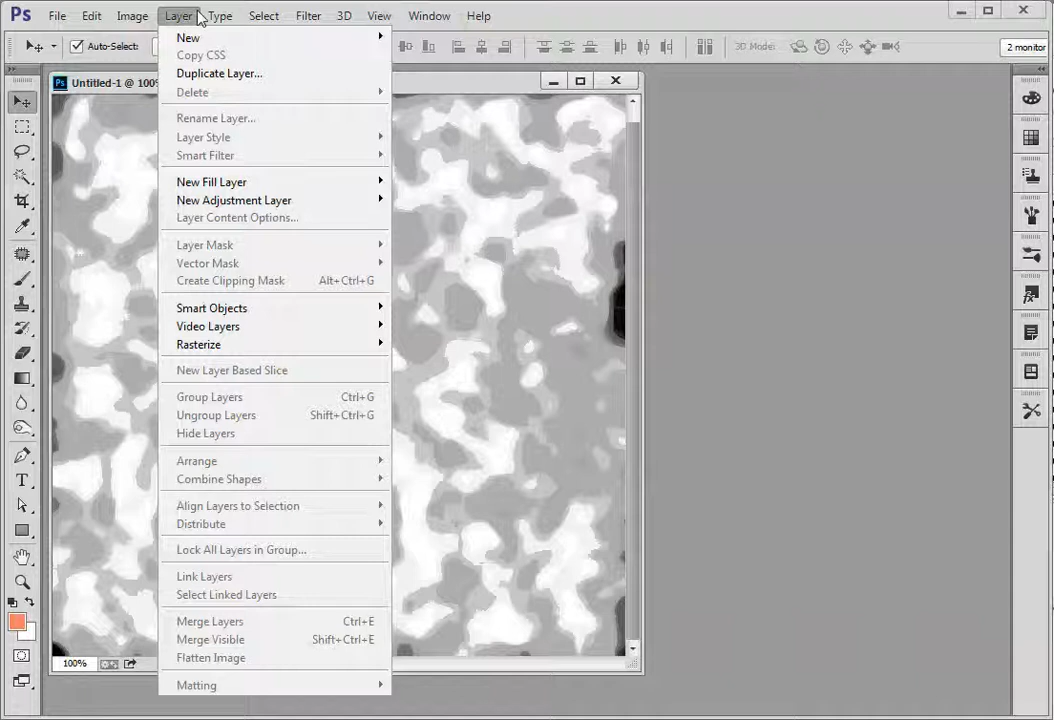 Ps File Edit Image Layer Type Select Filter 3D View Window Help
Auto-Select: 3D Model: 2 monitor
Ps Untitled-1 @ 100%
New
Copy CSS
Duplicate Layer...
Delete
Rename Layer...
Layer Style
Smart Filter
New Fill Layer
New Adjustment Layer
Layer Content Options...
Layer Mask
Vector Mask
Create Clipping Mask Alt+Ctrl+G
Smart Objects
Video Layers
Rasterize
New Layer Based Slice
Group Layers Ctrl+G
Ungroup Layers Shift+Ctrl+G
Hide Layers
Arrange
Combine Shapes
Align Layers to Selection
Distribute
Lock All Layers in Group...
Link Layers
Select Linked Layers
Merge Layers Ctrl+E
Merge Visible Shift+Ctrl+E
Flatten Image
Matting
100%